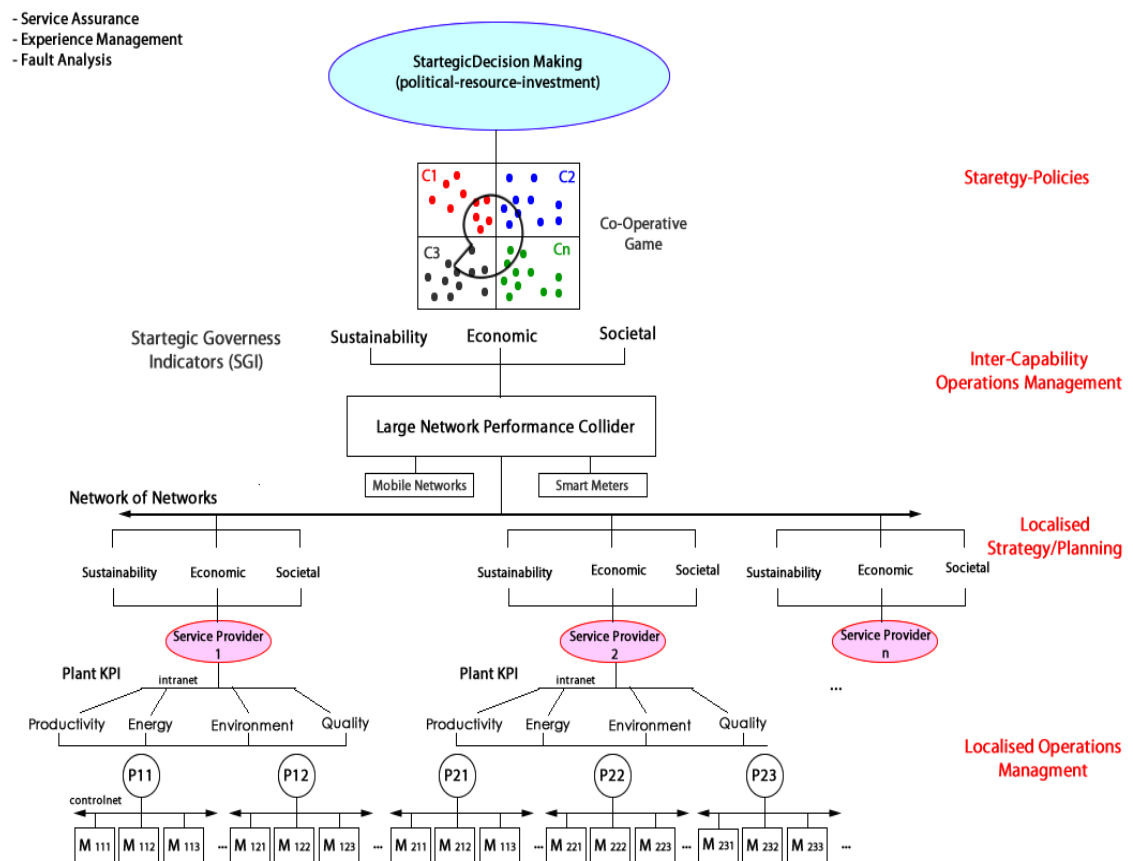 - Service Assurance
- Experience Management
- Fault Analysis
StartegicDecision Making
(political-resource-investment)
C1
C2
C3
Cn
Co-Operative
Game
Staretgy-Policies
Startegic Governess
Indicators (SGI)
Sustainability
Economic
Societal
Inter-Capability
Operations Management
Large Network Performance Collider
Mobile Networks
Smart Meters
Network of Networks
Localised
Strategy/Planning
Sustainability
Economic
Societal
Sustainability
Economic
Societal
Sustainability
Economic
Societal
Service Provider
1
Service Provider
2
Service Provider
n
Plant KPI
intranet
Plant KPI
intranet
...
Productivity
Energy
Environment
Quality
Productivity
Energy
Environment
Quality
Localised Operations
Managment
P11
P12
P21
P22
P23
controlnet
M 111
M 112
M 113
...
M 121
M 122
M 123
...
M 211
M 212
M 113
...
M 221
M 222
M 223
...
M 231
M 232
M 233
...